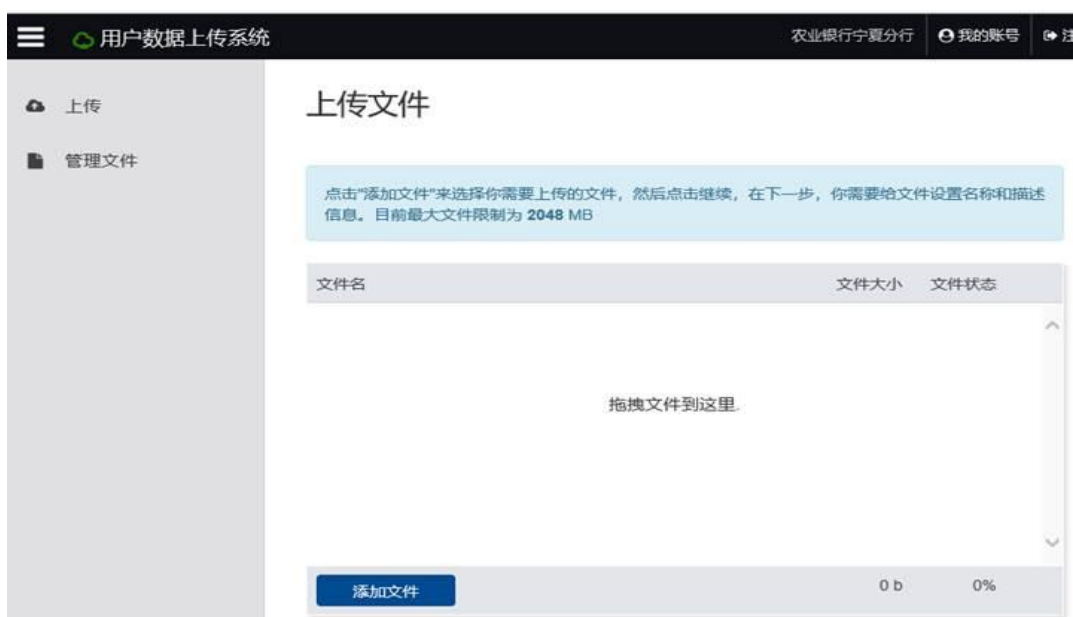 用户数据上传系统
农业银行宁夏分行 我的账号 注
上传
管理文件
上传文件
点击"添加文件"来选择你需要上传的文件，然后点击继续，在下一步，你需要给文件设置名称和描述
信息。目前最大文件限制为 2048 MB
文件名 文件大小 文件状态
拖拽文件到这里.
添加文件 0 b 0%